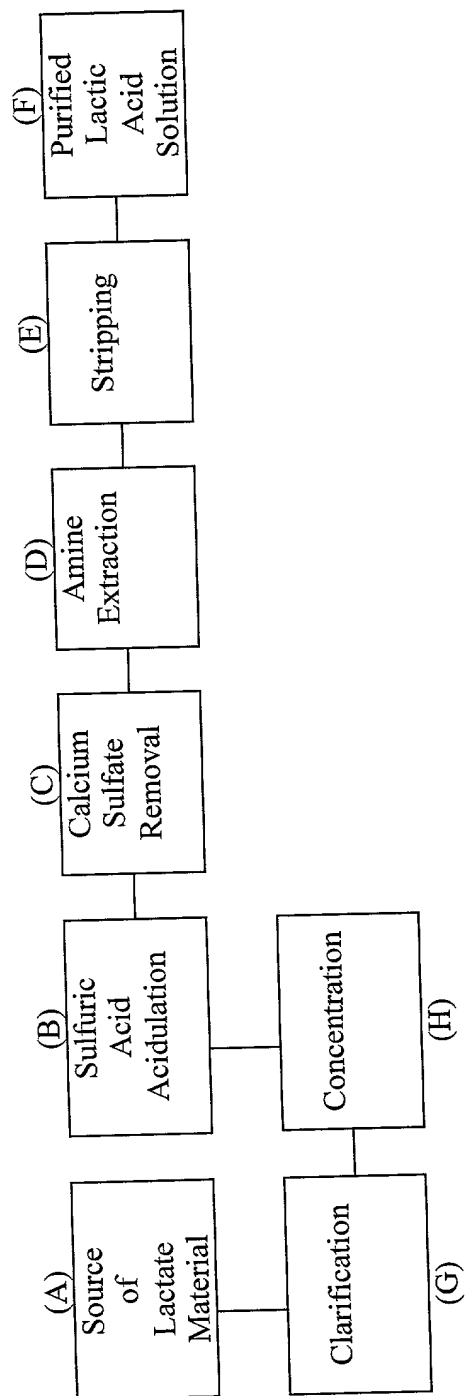 (A)
Source
of
Lactate
Material
(G)
Clarification
(H)
Concentration
(B)
Sulfuric
Acid
Acidulation
(C)
Calcium
Sulfate
Removal
(D)
Amine
Extraction
(E)
Stripping
(F)
Purified
Lactic
Acid
Solution